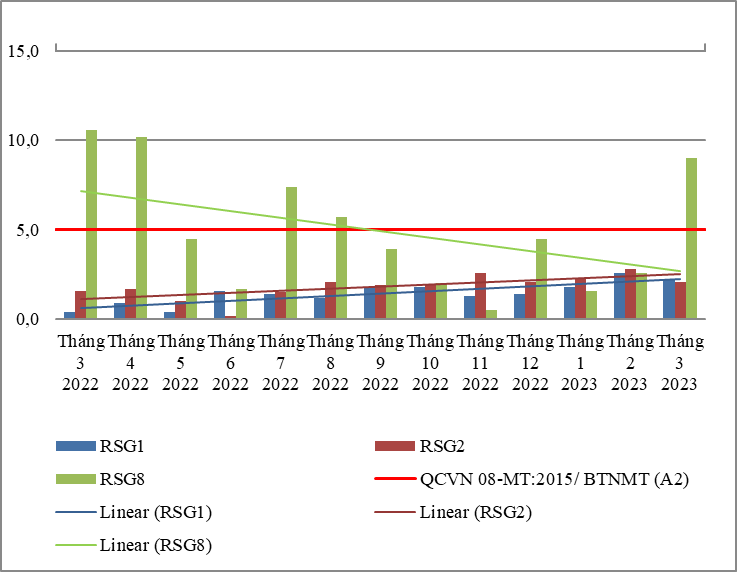 15,0
10,0
5,0
0,0
Tháng 3 2022
Tháng 4 2022
Tháng 5 2022
Tháng 6 2022
Tháng 7 2022
Tháng 8 2022
Tháng 9 2022
Tháng 10 2022
Tháng 11 2022
Tháng 12 2022
Tháng 1 2023
Tháng 2 2023
Tháng 3 2023
RSG1
RSG2
RSG8
QCVN 08-MT:2015/ BTNMT (A2)
Linear (RSG1)
Linear (RSG2)
Linear (RSG8)